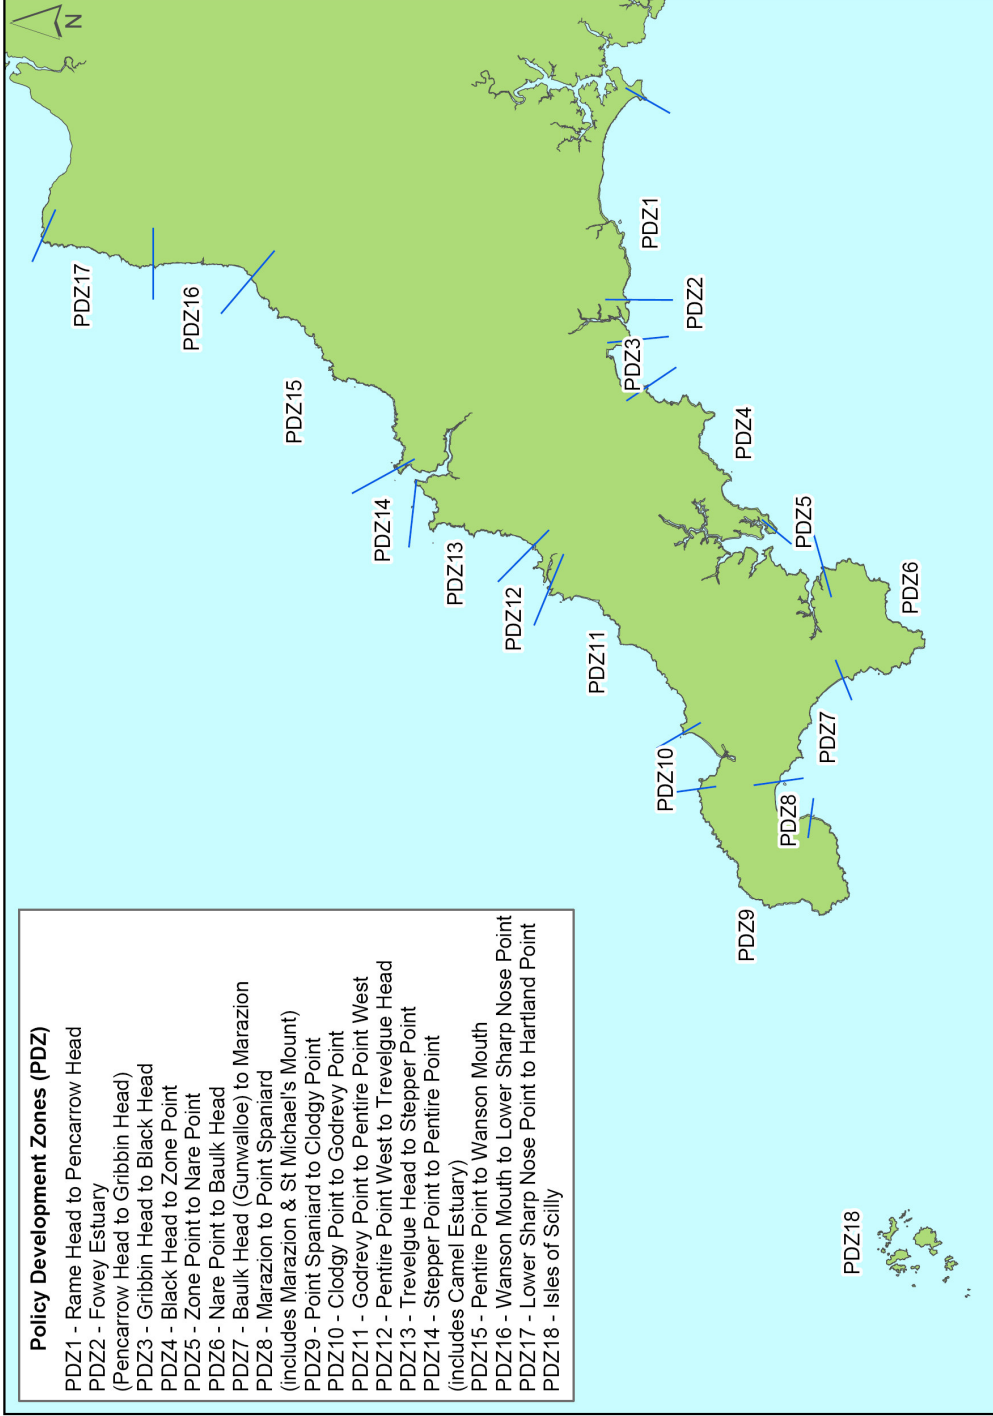 Policy Development Zones (PDZ)
PDZ1 - Rame Head to Pencarrow Head
PDZ2 - Fowey Estuary
(Pencarrow Head to Gribbin Head)
PDZ3 - Gribbin Head to Black Head
PDZ4 - Black Head to Zone Point
PDZ5 - Zone Point to Nare Point
PDZ6 - Nare Point to Baulk Head
PDZ7 - Baulk Head (Gunwalloe) to Marazion
PDZ8 - Marazion to Point Spaniard
(includes Marazion & St Michael's Mount)
PDZ9 - Point Spaniard to Clodgy Point
PDZ10 - Clodgy Point to Godrevy Point
PDZ11 - Godrevy Point to Pentire Point West
PDZ12 - Pentire Point West to Trevelgue Head
PDZ13 - Trevelgue Head to Stepper Point
PDZ14 - Stepper Point to Pentire Point
(includes Camel Estuary)
PDZ15 - Pentire Point to Wanson Mouth
PDZ16 - Wanson Mouth to Lower Sharp Nose Point
PDZ17 - Lower Sharp Nose Point to Hartland Point
PDZ18 - Isles of Scilly
N
PDZ17
PDZ16
PDZ15
PDZ14
PDZ13
PDZ12
PDZ11
PDZ10
PDZ9
PDZ8
PDZ7
PDZ6
PDZ5
PDZ4
PDZ3
PDZ2
PDZ1
PDZ18